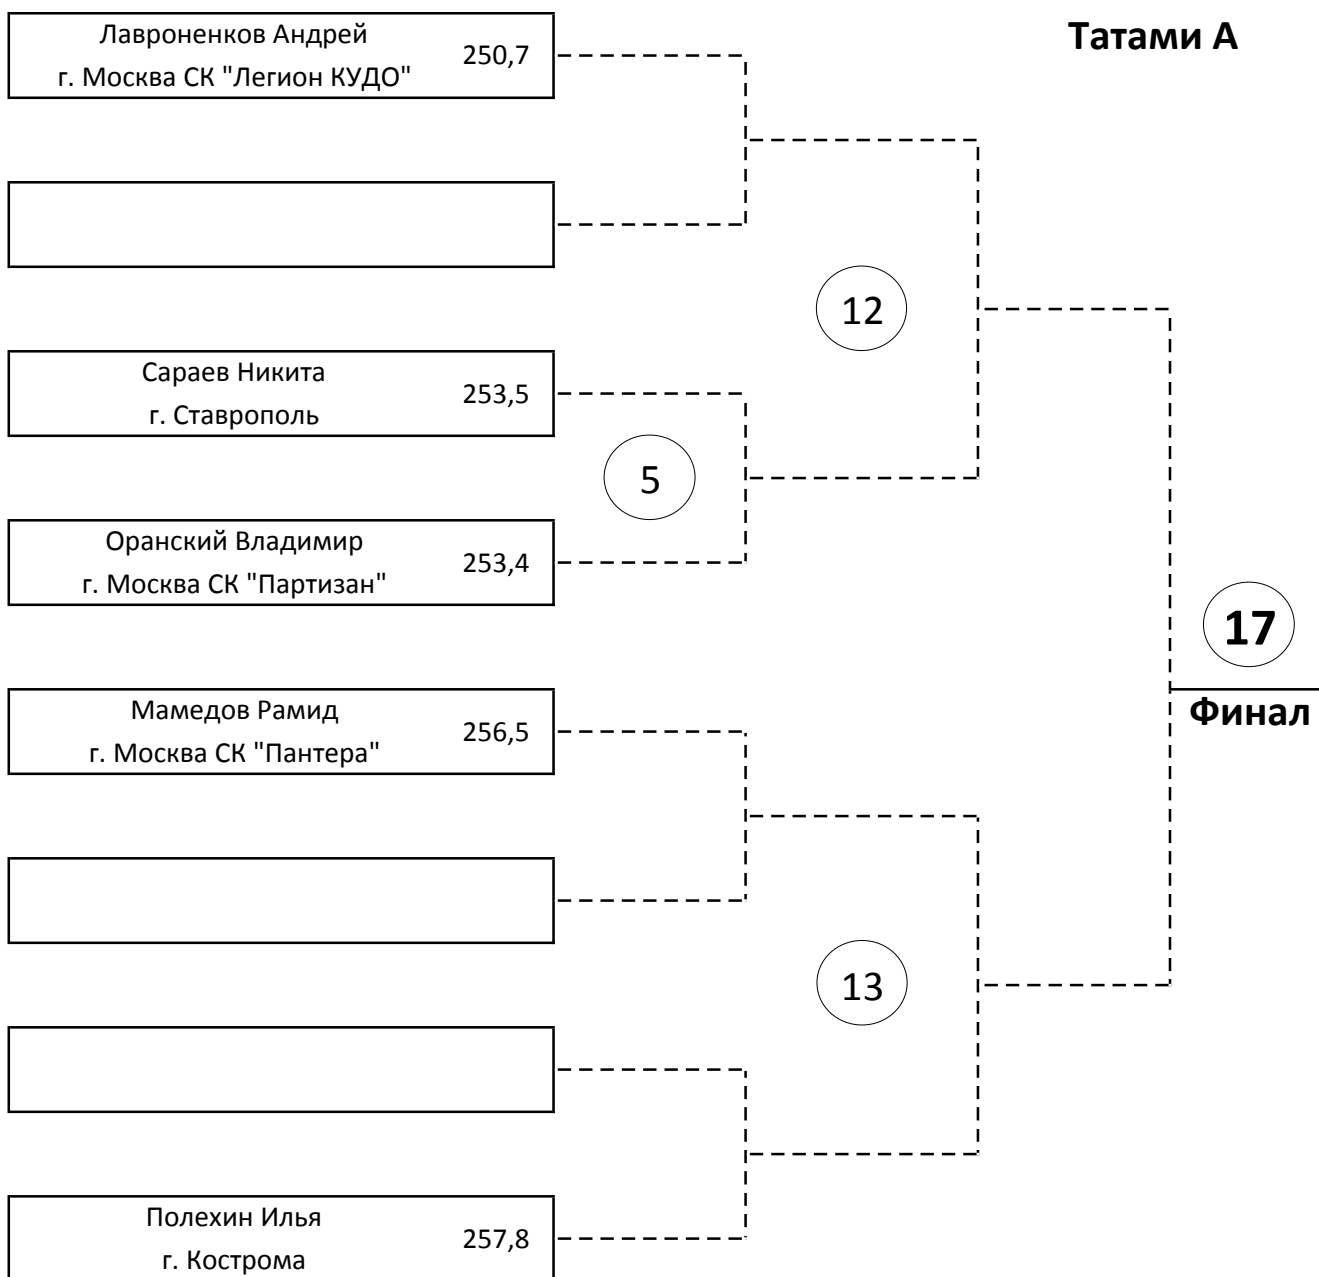 Татами А
Лавроненков Андрей
г. Москва СК "Легион КУДО"
250,7
12
Сараев Никита
г. Ставрополь
253,5
5
Оранский Владимир
г. Москва СК "Партизан"
253,4
17
Финал
Мамедов Рамид
г. Москва СК "Пантера"
256,5
13
Полехин Илья
г. Кострома
257,8